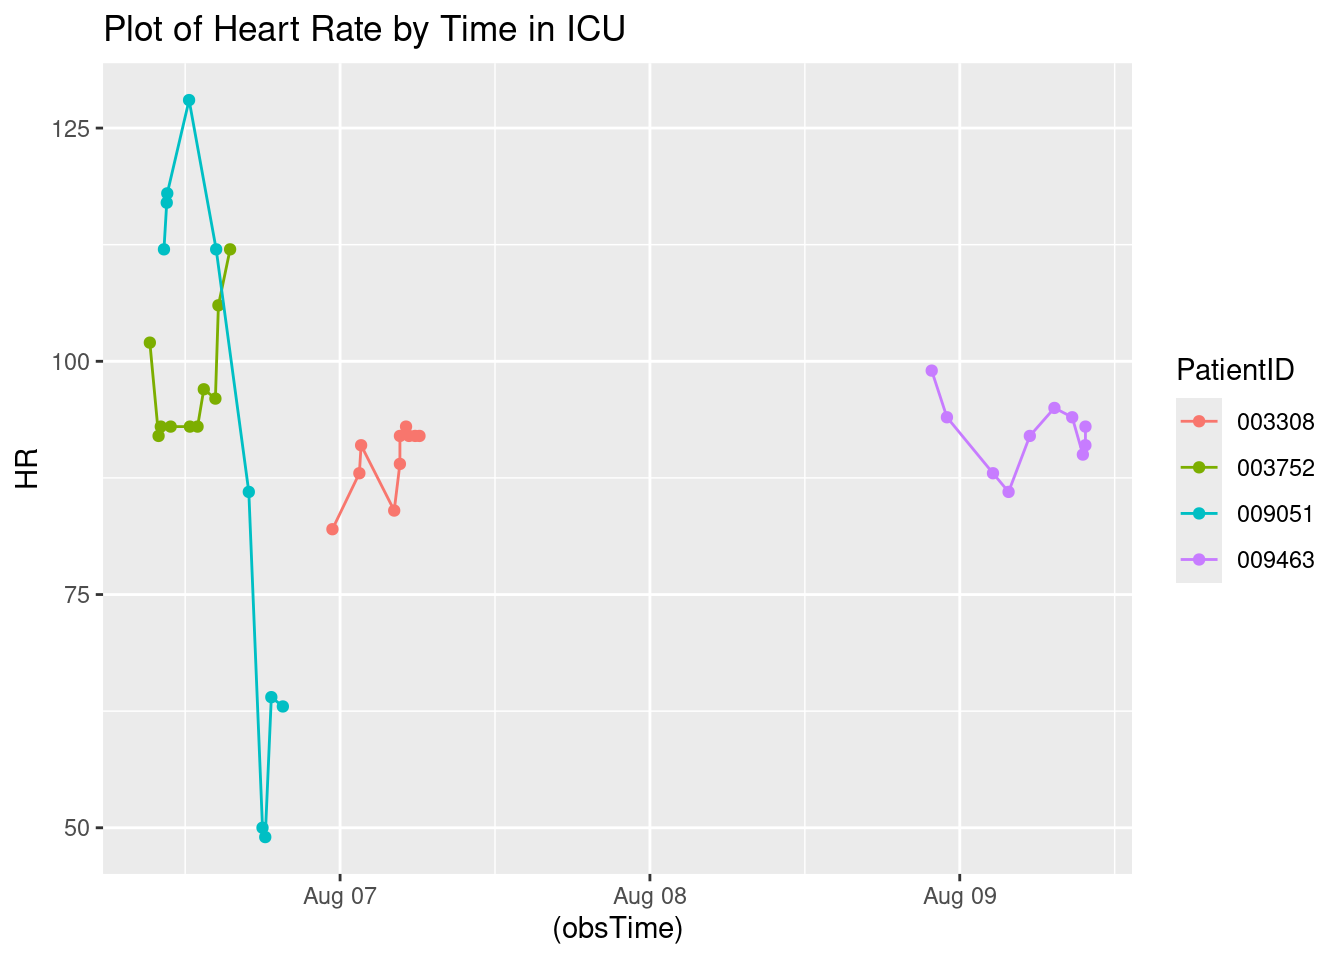 Plot of Heart Rate by Time in ICU
125
100
75
50
HR
Aug 07
Aug 08
Aug 09
(obsTime)
PatientID
003308
003752
009051
009463